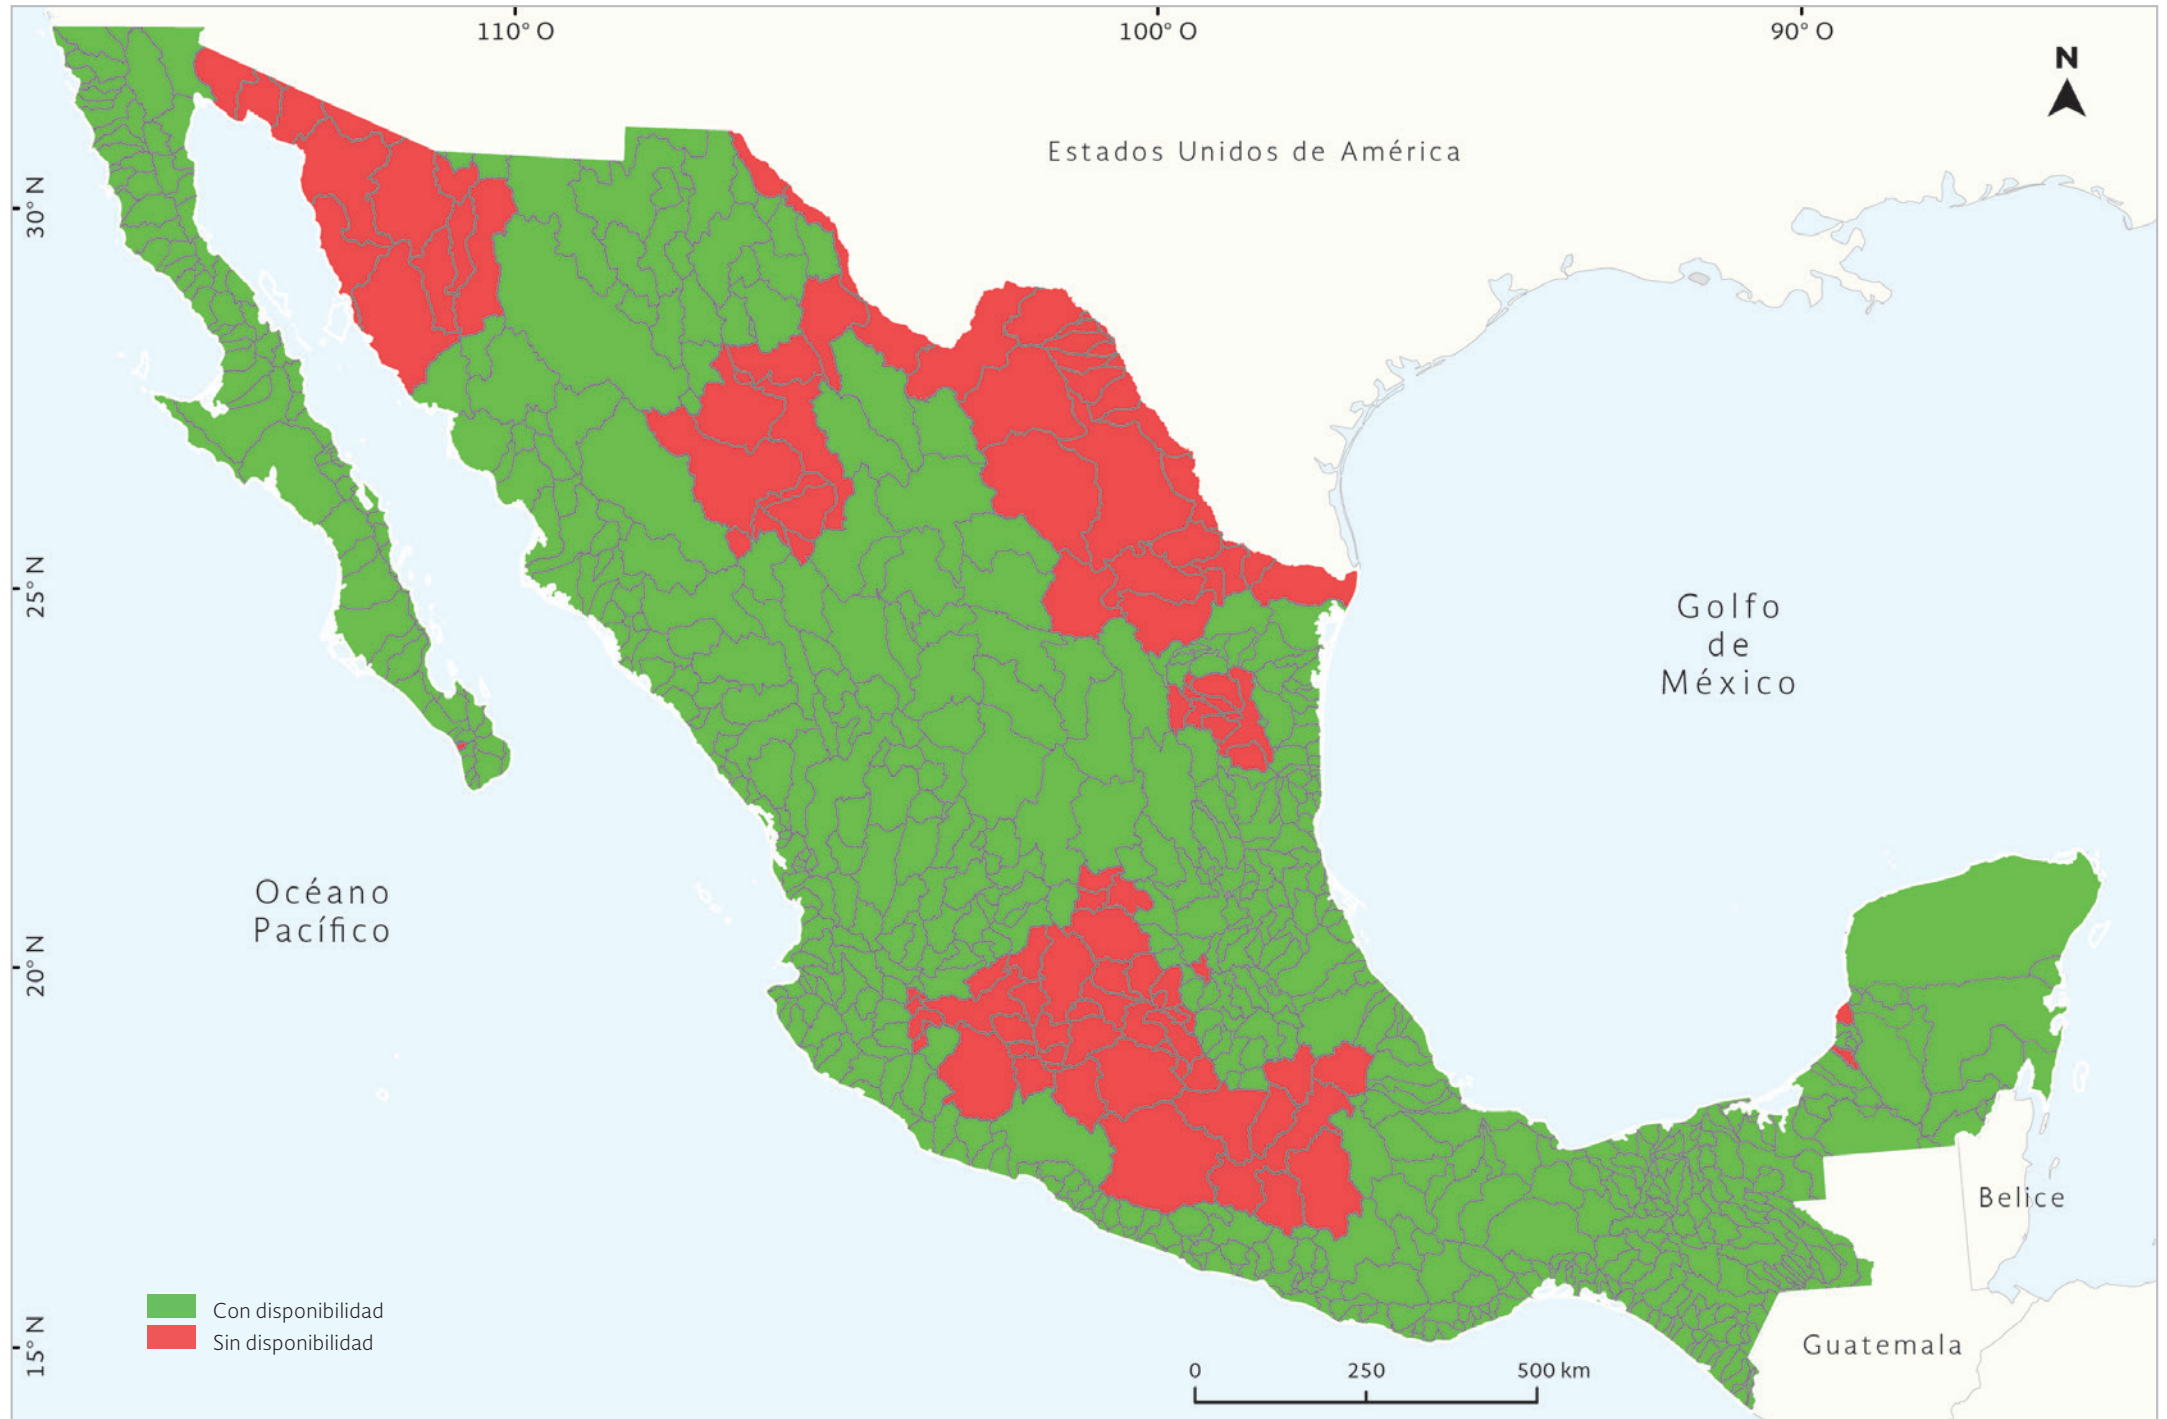 110° O
100° O
90° O
N
Estados Unidos de América
30° N
25° N
Golfo
de
México
Océano
Pacífico
20° N
Belice
Con disponibilidad
Sin disponibilidad
15° N
Guatemala
0
250
500 km